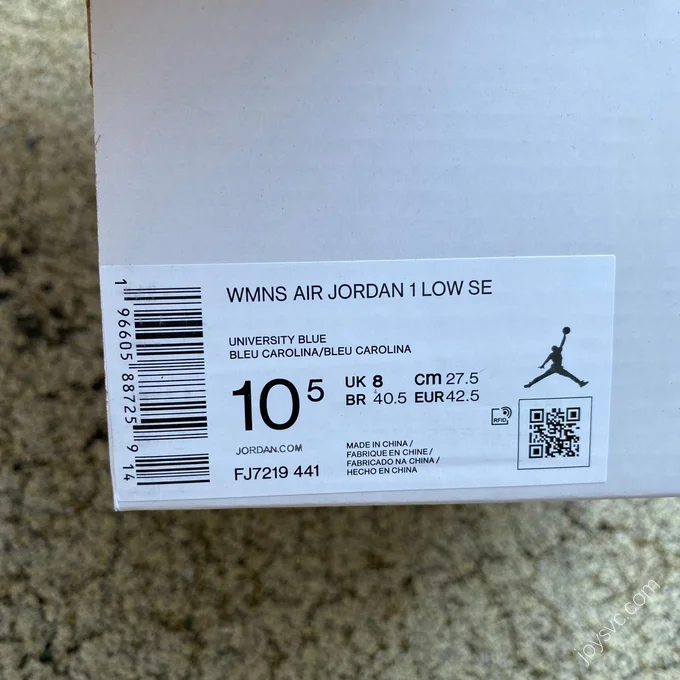 WMNS AIR JORDAN 1 LOW SE
UNIVERSITY BLUE
BLEU CAROLINA/BLEU CAROLINA
10 5
UK 8 cm 27.5
BR 40.5 EUR 42.5
RFID
JORDAN.COM
FJ7219 441
MADE IN CHINA /
FABRIQUE EN CHINE /
FABRICADO NA CHINA /
HECHO EN CHINA
1 96605 88725 9 14
joysvc.com